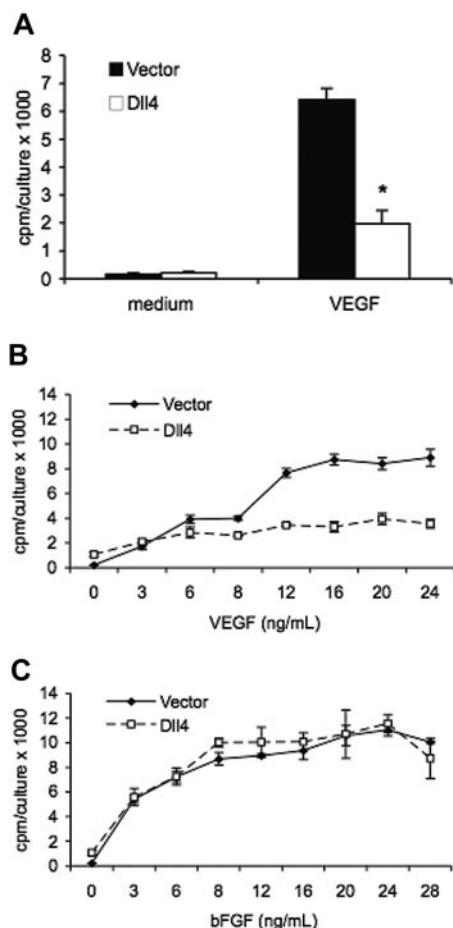 A
8
7
6
5
4
3
2
1
0
cpm/culture x 1000
Vector
Dll4
*
medium VEGF
B
14
12
10
8
6
4
2
0
cpm/culture x 1000
Vector
Dll4
0 3 6 8 12 16 20 24
VEGF (ng/mL)
C
14
12
10
8
6
4
2
0
cpm/culture x 1000
Vector
Dll4
0 3 6 8 12 16 20 24 28
bFGF (ng/mL)